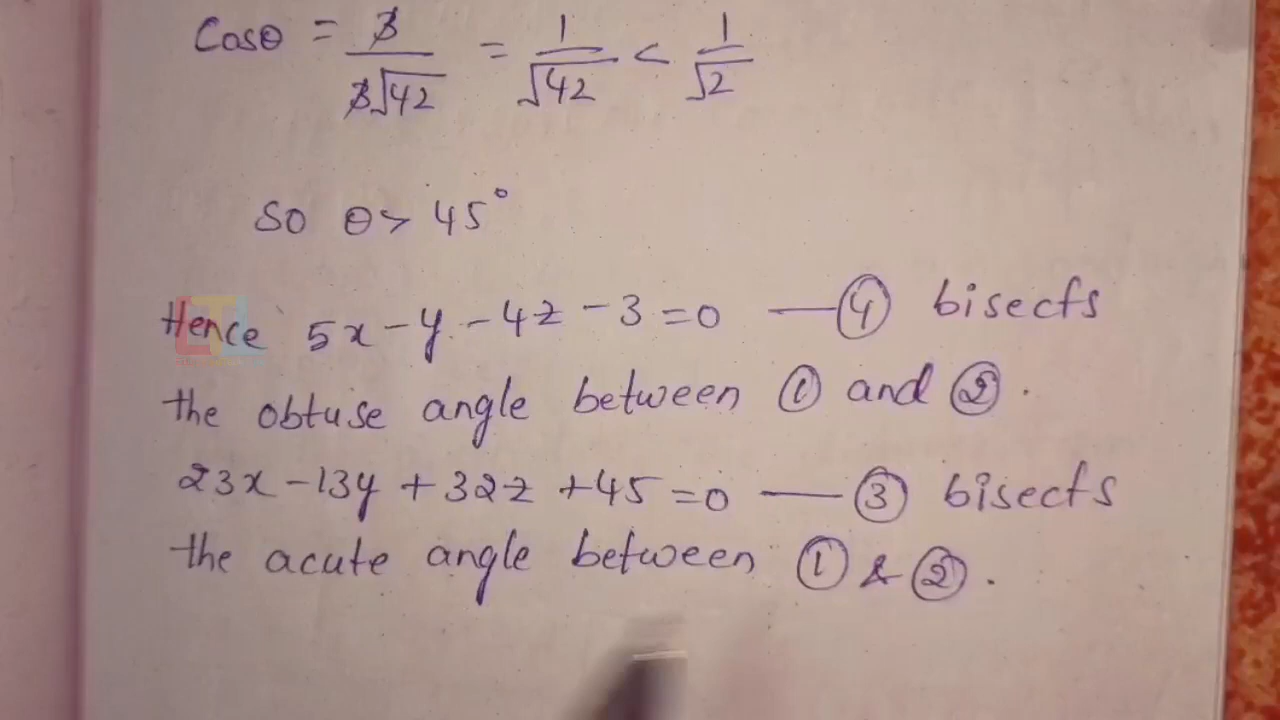 Cosθ = 3/3√42 = 1/√42 < 1/√2
So θ > 45°
Hence 5x - y - 4z - 3 = 0 — ④ bisects
the obtuse angle between ① and ②.
23x - 13y + 32z + 45 = 0 — ③ bisects
the acute angle between ① & ②.